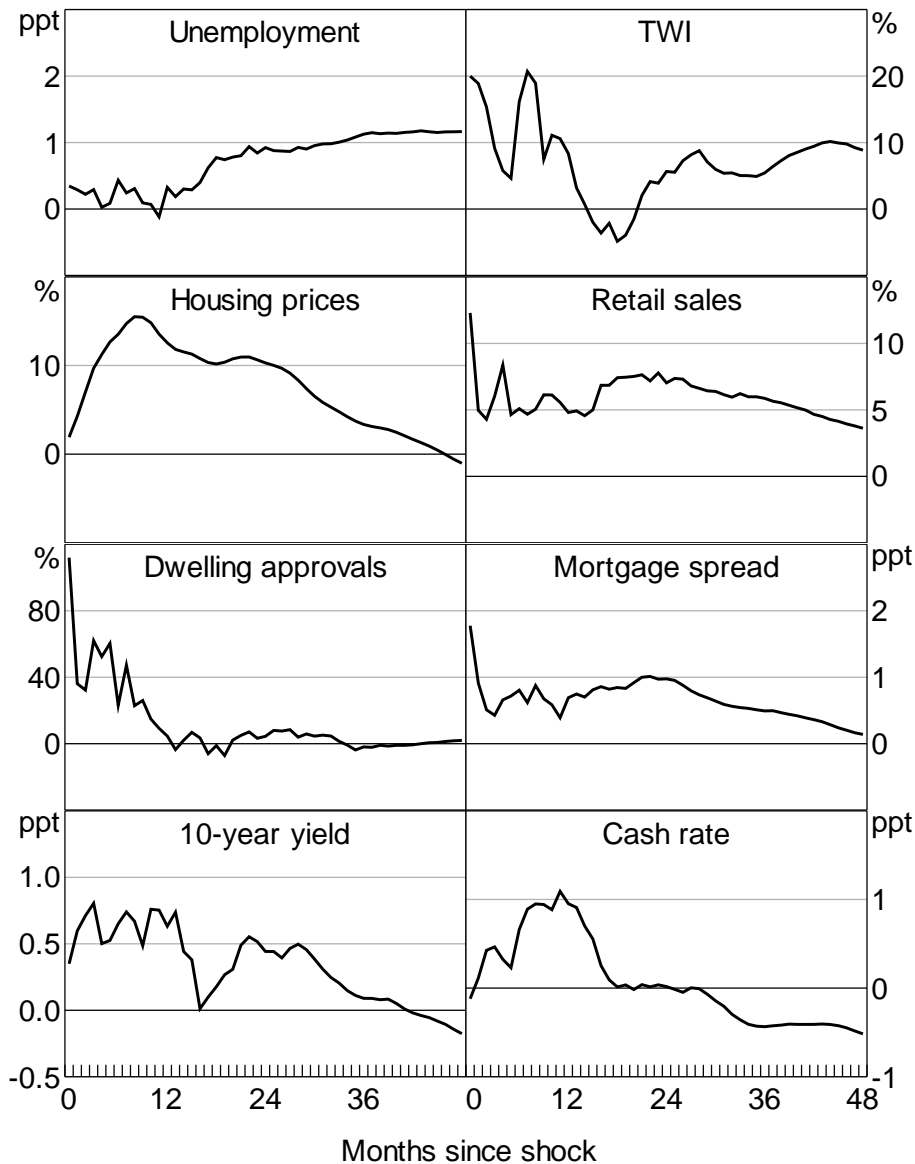 ppt Unemployment TWI %
2 20
1 10
0 0
% Housing prices Retail sales %
10 10
5
0 0
% Dwelling approvals Mortgage spread ppt
80 2
40 1
0 0
ppt 10-year yield Cash rate ppt
1.0
1
0.5
0.0 0
-0.5 -1
0 12 24 36 0 12 24 36 48
Months since shock